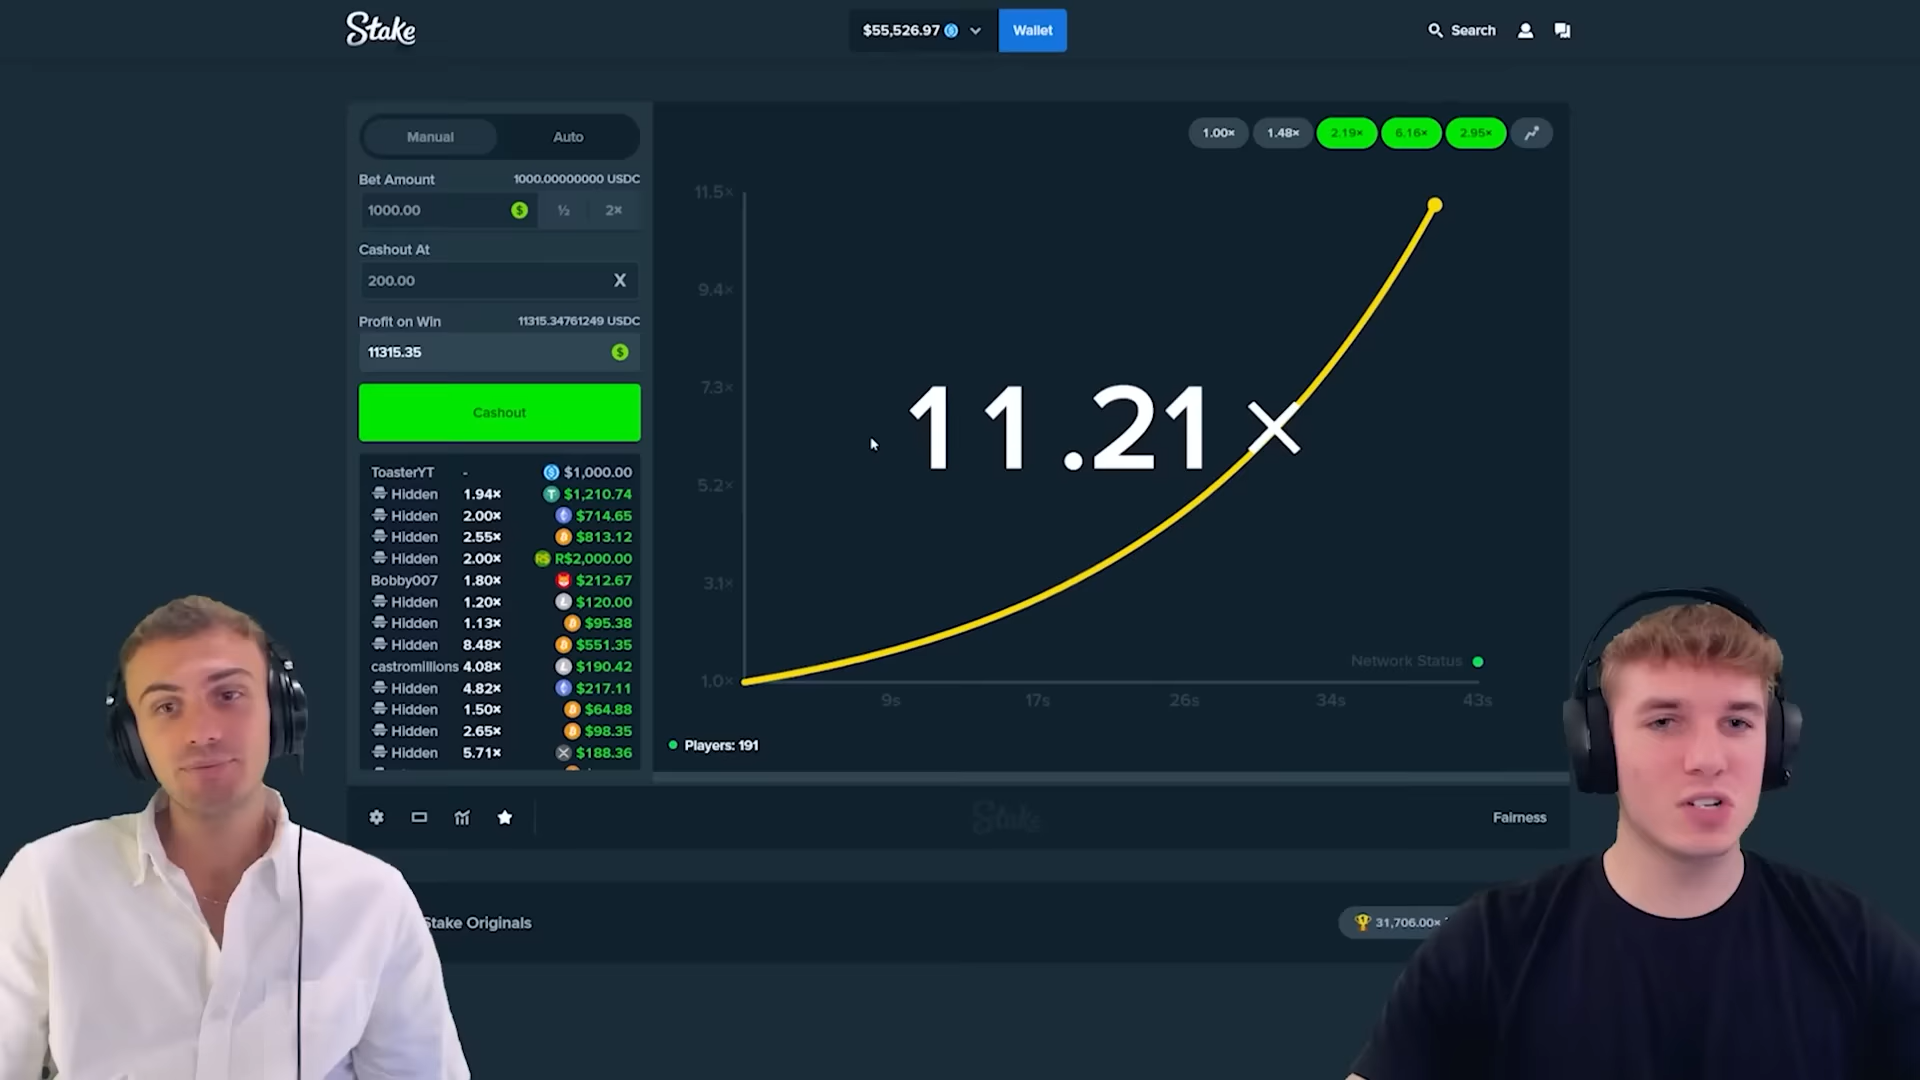 Stake
$55,526.97
Wallet
Search
Manual
Auto
1.00×
1.48×
2.19×
6.16×
2.95×
Bet Amount
1000.00000000 USDC
1000.00
½
2×
Cashout At
200.00
X
Profit on Win
11315.34761249 USDC
11315.35
Cashout
ToasterYT - $1,000.00
Hidden 1.94× $1,210.74
Hidden 2.00× $714.65
Hidden 2.55× $813.12
Hidden 2.00× R$2,000.00
Bobby007 1.80× $212.67
Hidden 1.20× $120.00
Hidden 1.13× $95.38
Hidden 8.48× $551.35
castromillions 4.08× $190.42
Hidden 4.82× $217.11
Hidden 1.50× $64.88
Hidden 2.65× $98.35
Hidden 5.71× $188.36
11.5×
9.4×
7.3×
5.2×
3.1×
1.0×
11.21×
Network Status
9s
17s
26s
34s
43s
Players: 191
Stake
Fairness
Stake Originals
31,706.00×